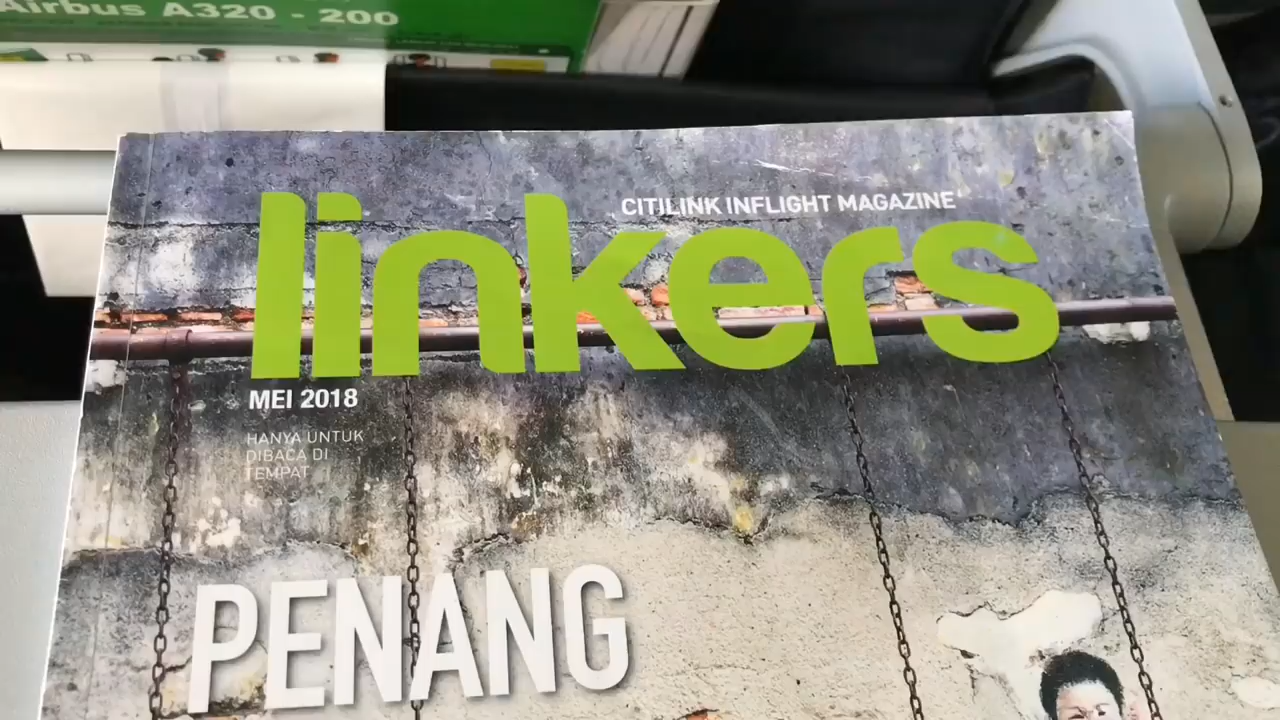 Airbus A320 - 200
linkers
CITILINK INFLIGHT MAGAZINE
MEI 2018
HANYA UNTUK
DIBACA DI
TEMPAT
PENANG